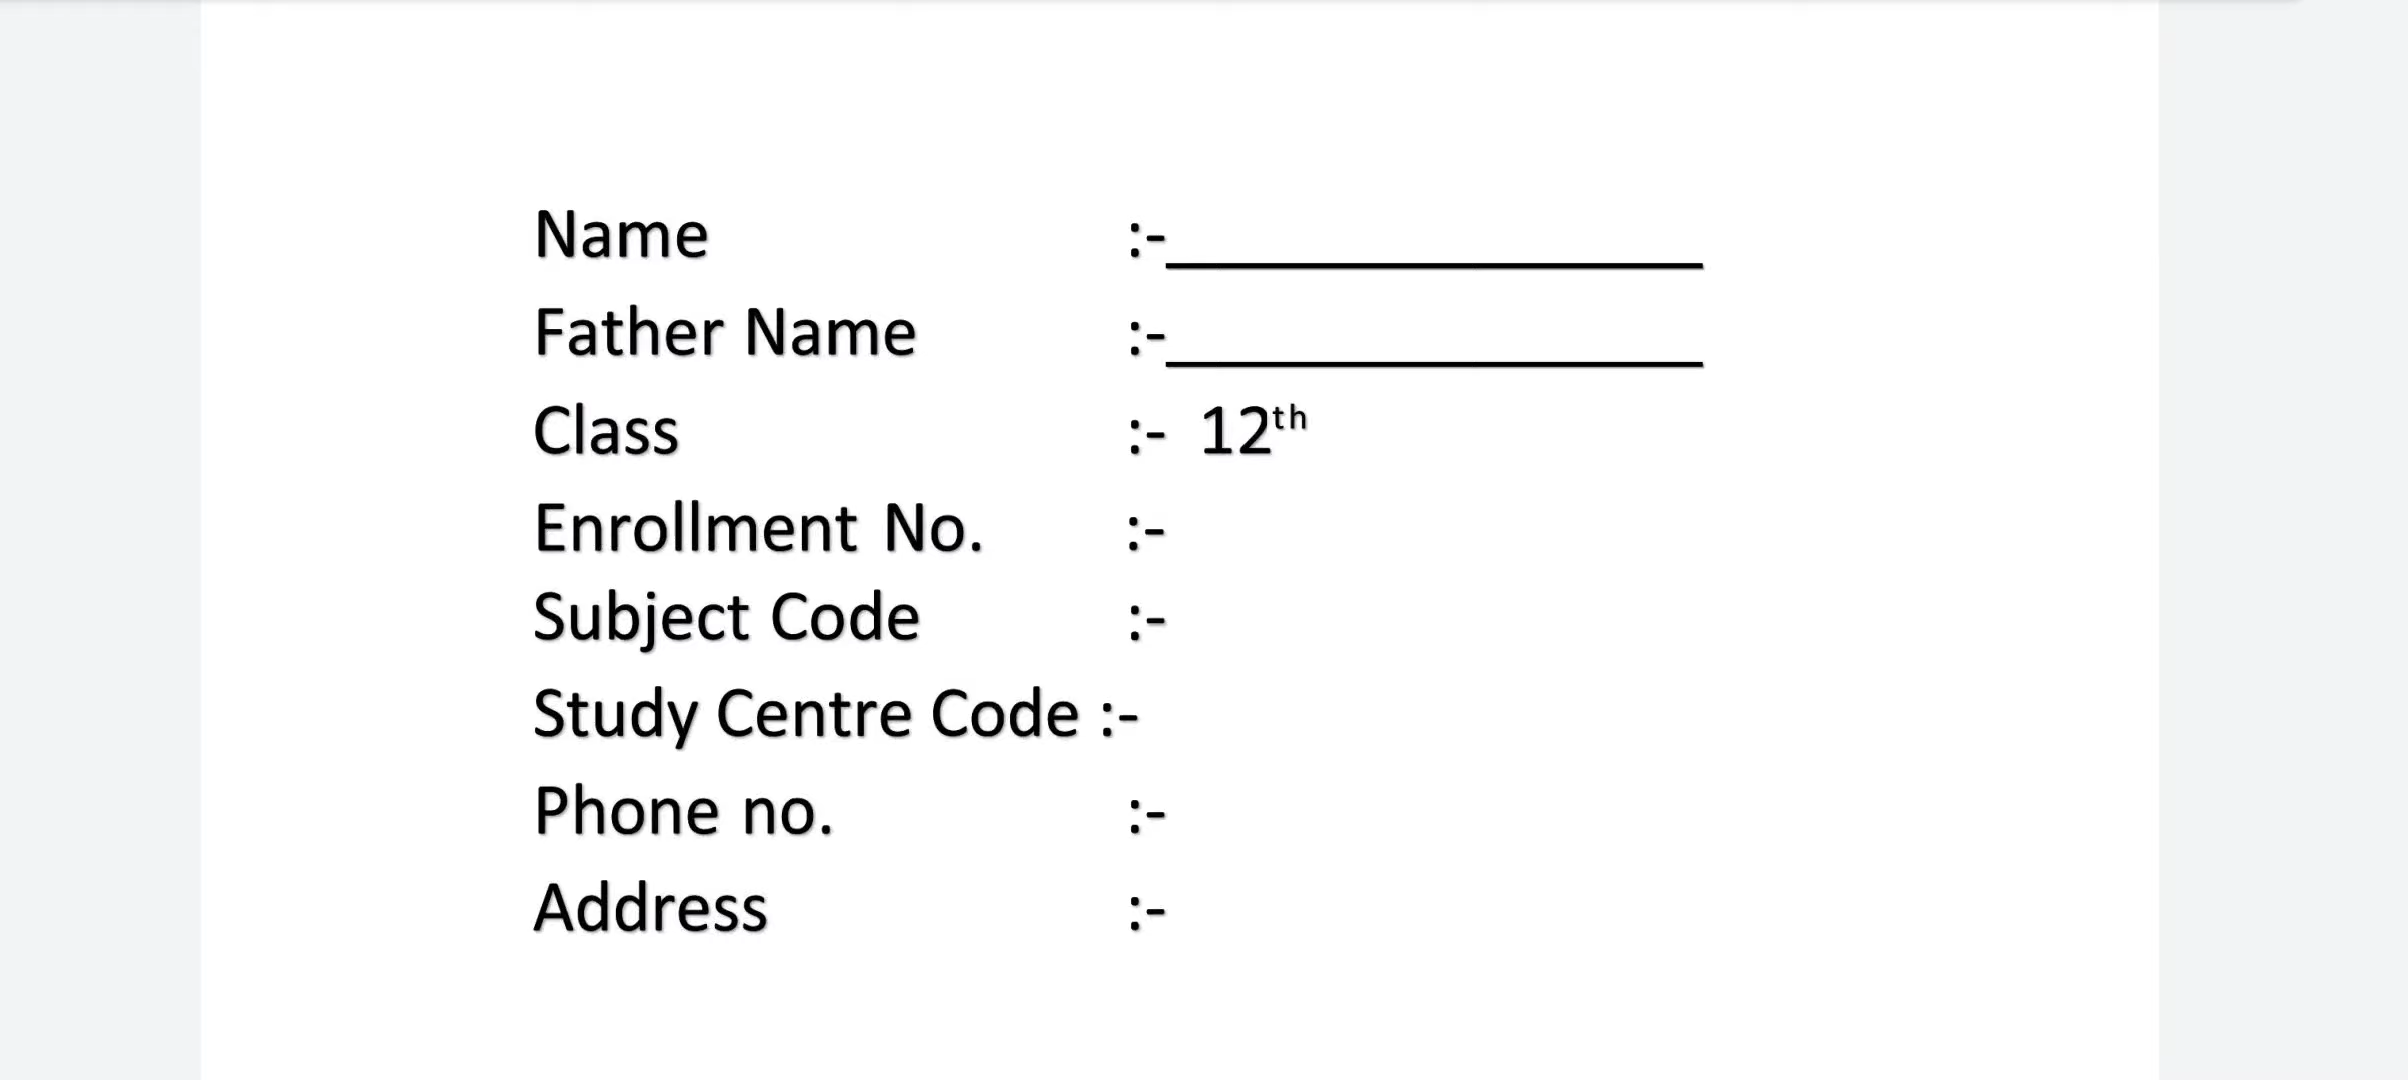 Name :-________________
Father Name :-________________
Class :- 12th
Enrollment No. :-
Subject Code :-
Study Centre Code :-
Phone no. :-
Address :-